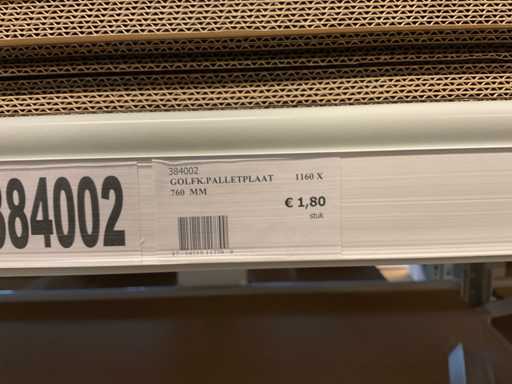 384002
384002
GOLFK.PALLETPLAAT 1160 X
760 MM
€ 1,80
stuk